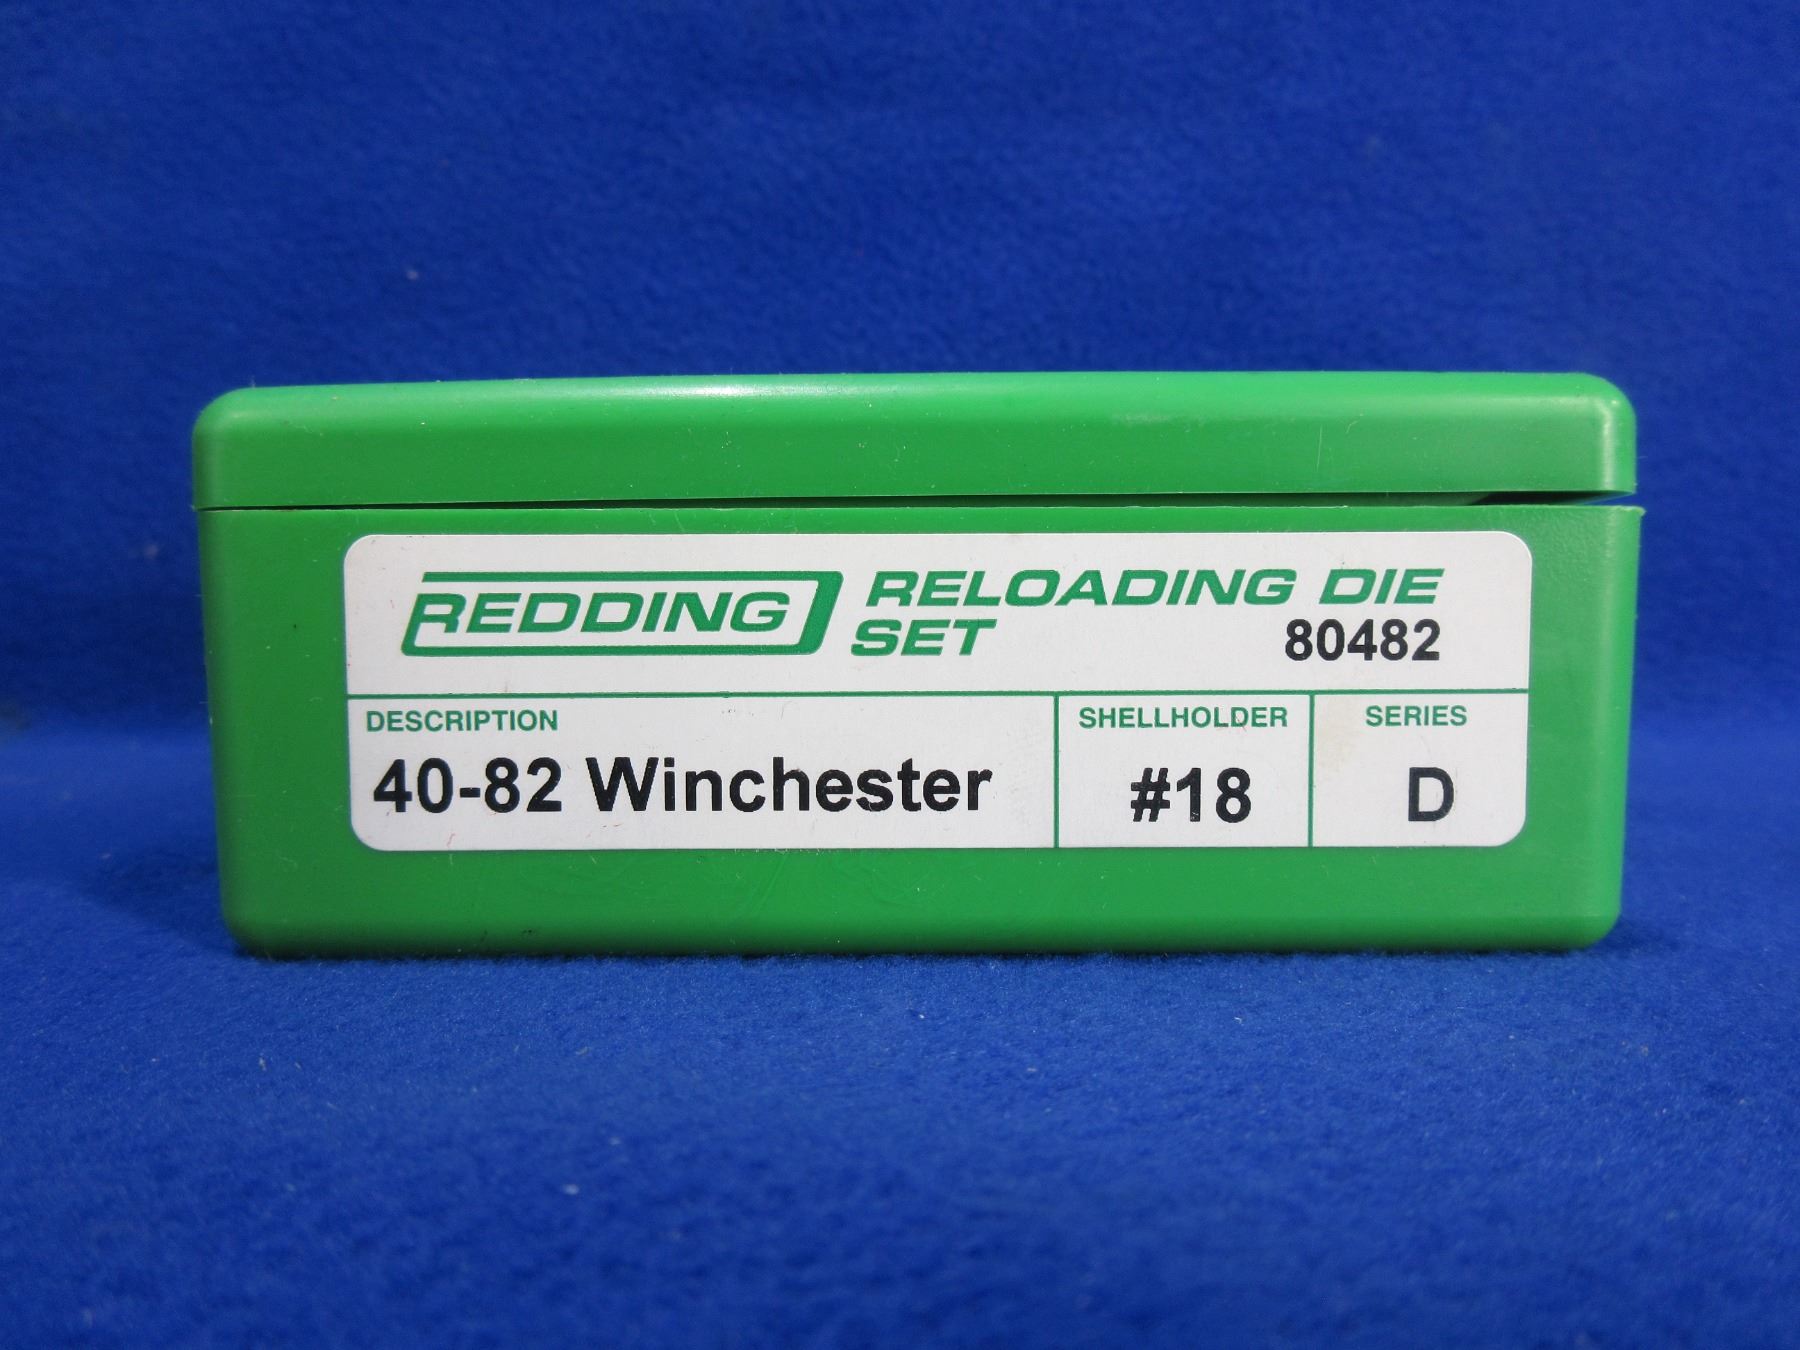 REDDING RELOADING DIE
SET 80482
DESCRIPTION SHELLHOLDER SERIES
40-82 Winchester #18 D